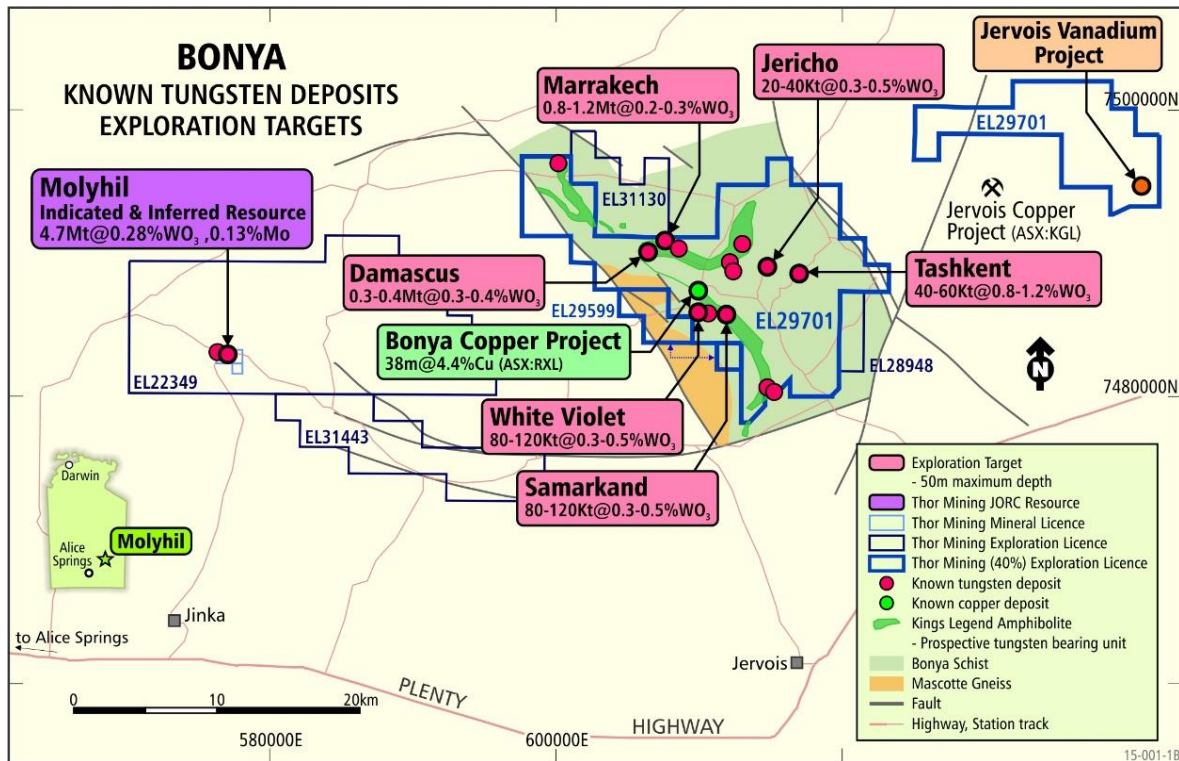 BONYA
KNOWN TUNGSTEN DEPOSITS
EXPLORATION TARGETS
Marrakech
0.8-1.2Mt@0.2-0.3%WO₃
Jericho
20-40Kt@0.3-0.5%WO₃
Jervois Vanadium
Project
7500000N
EL29701
EL31130
Jervois Copper
Project (ASX:KGL)
Molyhil
Indicated & Inferred Resource
4.7Mt@0.28%WO₃ ,0.13%Mo
Damascus
0.3-0.4Mt@0.3-0.4%WO₃
Tashkent
40-60Kt@0.8-1.2%WO₃
EL29599
EL29701
Bonya Copper Project
38m@4.4%Cu (ASX:RXL)
EL28948
N
EL22349
7480000N
White Violet
80-120Kt@0.3-0.5%WO₃
EL31443
Samarkand
80-120Kt@0.3-0.5%WO₃
Darwin
Alice
Springs
Molyhil
Jinka
to Alice Springs
Jervois
PLENTY
HIGHWAY
0
10
20km
580000E
600000E
Exploration Target
- 50m maximum depth
Thor Mining JORC Resource
Thor Mining Mineral Licence
Thor Mining Exploration Licence
Thor Mining (40%) Exploration Licence
Known tungsten deposit
Known copper deposit
Kings Legend Amphibolite
- Prospective tungsten bearing unit
Bonya Schist
Mascotte Gneiss
Fault
Highway, Station track
15-001-1B